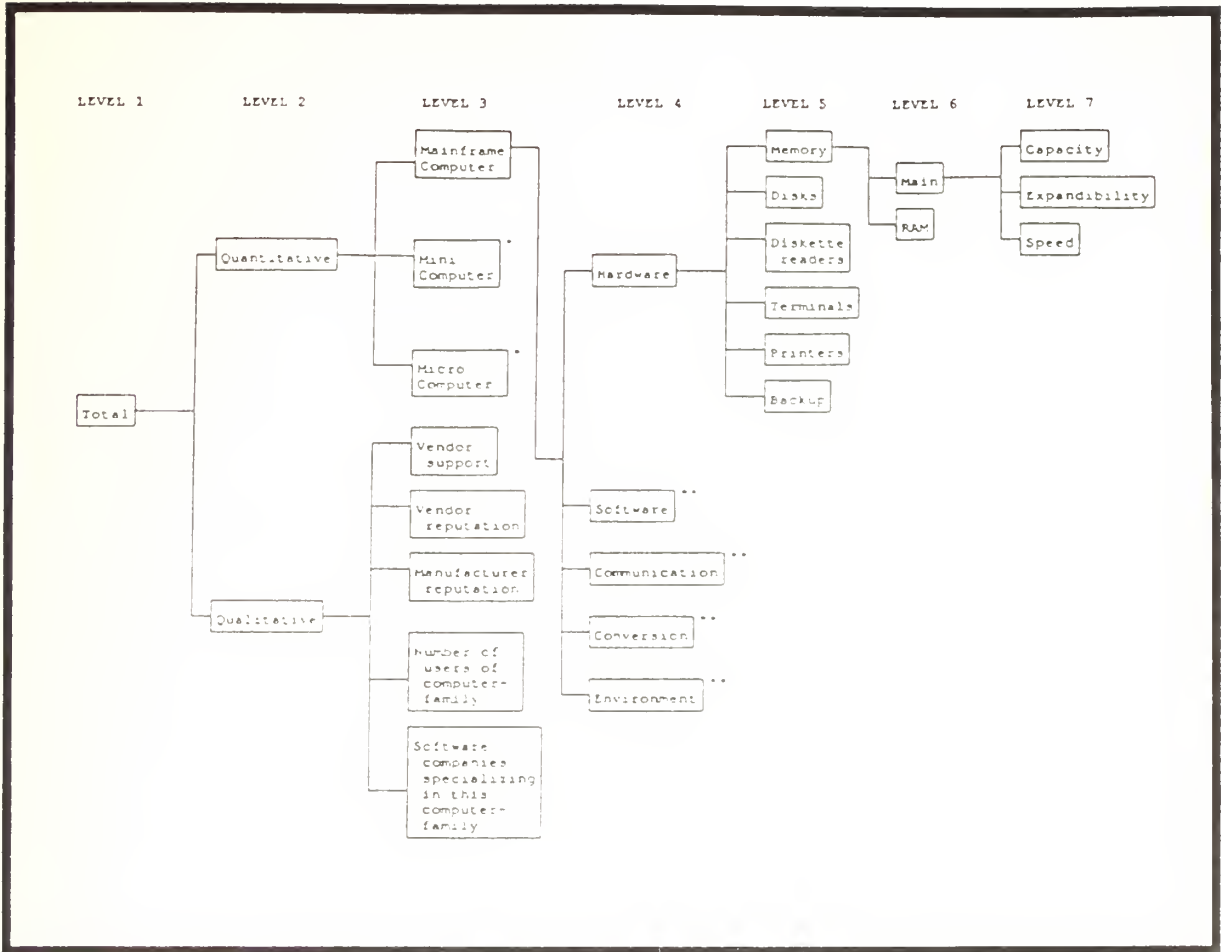 LEVEL 1 LEVEL 2 LEVEL 3 LEVEL 4 LEVEL 5 LEVEL 6 LEVEL 7
Total
Quantitative
Qualitative
Mainframe
Computer
Mini *
Computer
Micro *
Computer
Vendor
support
Vendor
reputation
Manufacturer
reputation
Number of
users of
computer-
family
Software
companies
specializing
in this
computer-
family
Hardware
Software **
Communication **
Conversion **
Environment **
Memory
Disks
Diskette
readers
Terminals
Printers
Backup
Main
RAM
Capacity
Expandibility
Speed